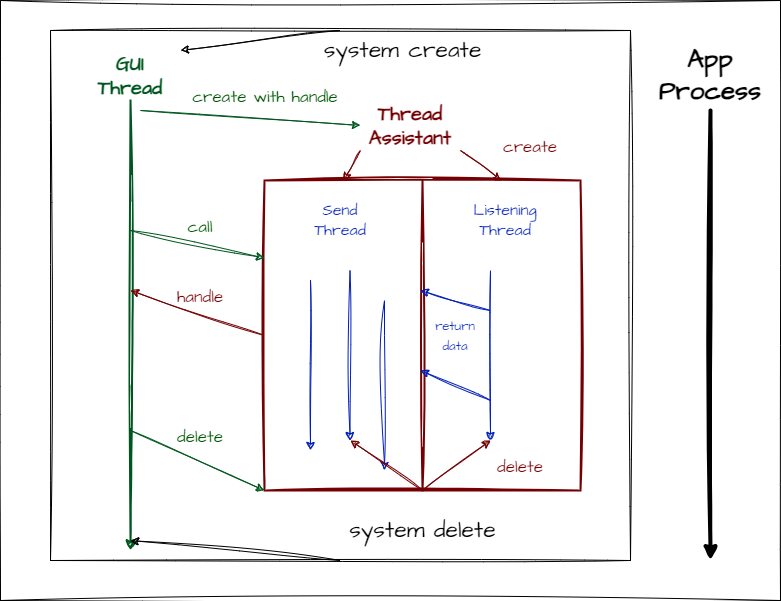 system create
App
Process
GUI
Thread
create with handle
Thread
Assistant
create
Send
Thread
Listening
Thread
call
handle
return
data
delete
delete
system delete